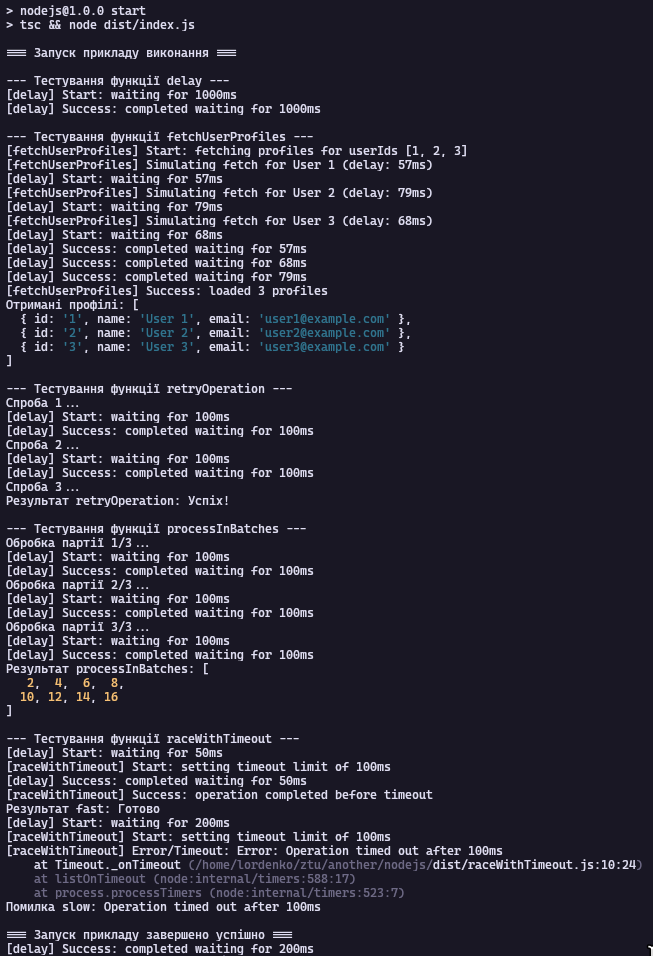 > nodejs@1.0.0 start
> tsc && node dist/index.js
=== Запуск прикладу виконання ===
--- Тестування функції delay ---
[delay] Start: waiting for 1000ms
[delay] Success: completed waiting for 1000ms
--- Тестування функції fetchUserProfiles ---
[fetchUserProfiles] Start: fetching profiles for userIds [1, 2, 3]
[fetchUserProfiles] Simulating fetch for User 1 (delay: 57ms)
[delay] Start: waiting for 57ms
[fetchUserProfiles] Simulating fetch for User 2 (delay: 79ms)
[delay] Start: waiting for 79ms
[fetchUserProfiles] Simulating fetch for User 3 (delay: 68ms)
[delay] Start: waiting for 68ms
[delay] Success: completed waiting for 57ms
[delay] Success: completed waiting for 68ms
[delay] Success: completed waiting for 79ms
[fetchUserProfiles] Success: loaded 3 profiles
Отримані профілі: [
  { id: '1', name: 'User 1', email: 'user1@example.com' },
  { id: '2', name: 'User 2', email: 'user2@example.com' },
  { id: '3', name: 'User 3', email: 'user3@example.com' }
]
--- Тестування функції retryOperation ---
Спроба 1...
[delay] Start: waiting for 100ms
[delay] Success: completed waiting for 100ms
Спроба 2...
[delay] Start: waiting for 100ms
[delay] Success: completed waiting for 100ms
Спроба 3...
Результат retryOperation: Успіх!
--- Тестування функції processInBatches ---
Обробка партії 1/3...
[delay] Start: waiting for 100ms
[delay] Success: completed waiting for 100ms
Обробка партії 2/3...
[delay] Start: waiting for 100ms
[delay] Success: completed waiting for 100ms
Обробка партії 3/3...
[delay] Start: waiting for 100ms
[delay] Success: completed waiting for 100ms
Результат processInBatches: [
   2,  4,  6,  8,
  10, 12, 14, 16
]
--- Тестування функції raceWithTimeout ---
[delay] Start: waiting for 50ms
[raceWithTimeout] Start: setting timeout limit of 100ms
[delay] Success: completed waiting for 50ms
[raceWithTimeout] Success: operation completed before timeout
Результат fast: Готово
[delay] Start: waiting for 200ms
[raceWithTimeout] Start: setting timeout limit of 100ms
[raceWithTimeout] Error/Timeout: Error: Operation timed out after 100ms
    at Timeout._onTimeout (/home/lordenko/ztu/another/nodejs/dist/raceWithTimeout.js:10:24)
    at listOnTimeout (node:internal/timers:588:17)
    at process.processTimers (node:internal/timers:523:7)
Помилка slow: Operation timed out after 100ms
=== Запуск прикладу завершено успішно ===
[delay] Success: completed waiting for 200ms